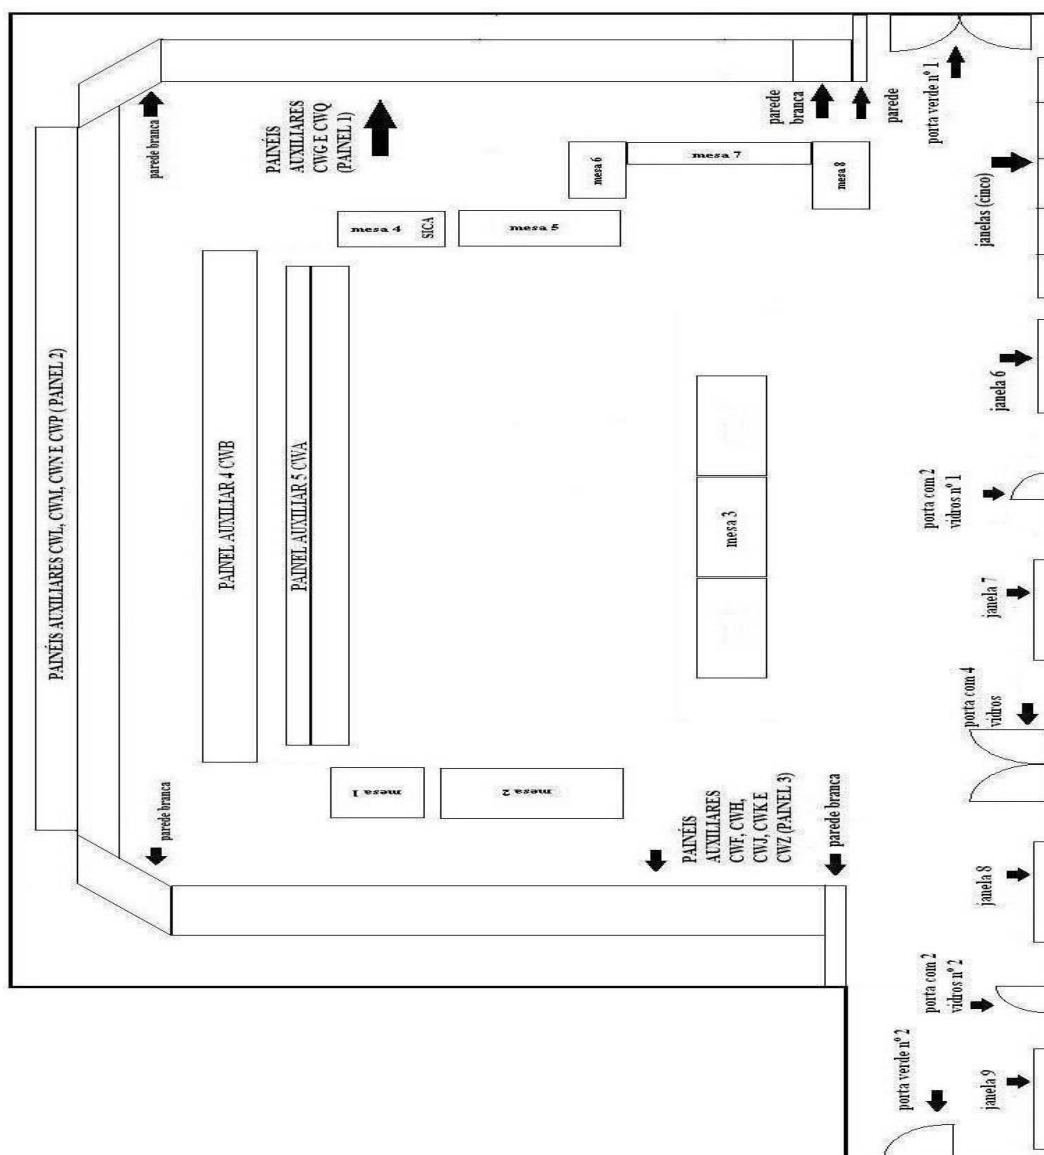 parede branca
PAINÉIS
AUXILIARES
CWG E CWQ
(PAINEL 1)
parede
branca
parede
porta verde nº 1
mesa 6
mesa 7
mesa 8
janelas (cinco)
mesa 4
SICA
mesa 5
PAINÉIS AUXILIARES CWL, CWM, CWN E CWP ( PAINEL 2)
PAINEL AUXILIAR 4 CWB
PAINEL AUXILIAR 5 CWA
janela 6
mesa 3
porta com 2
vidros nº 1
janela 7
porta com 4
vidros
parede branca
mesa 1
mesa 2
PAINÉIS
AUXILIARES
CWF, CWH,
CWJ, CWK E
CWZ (PAINEL 3)
parede branca
janela 8
porta com 2
vidros nº 2
porta verde nº 2
janela 9